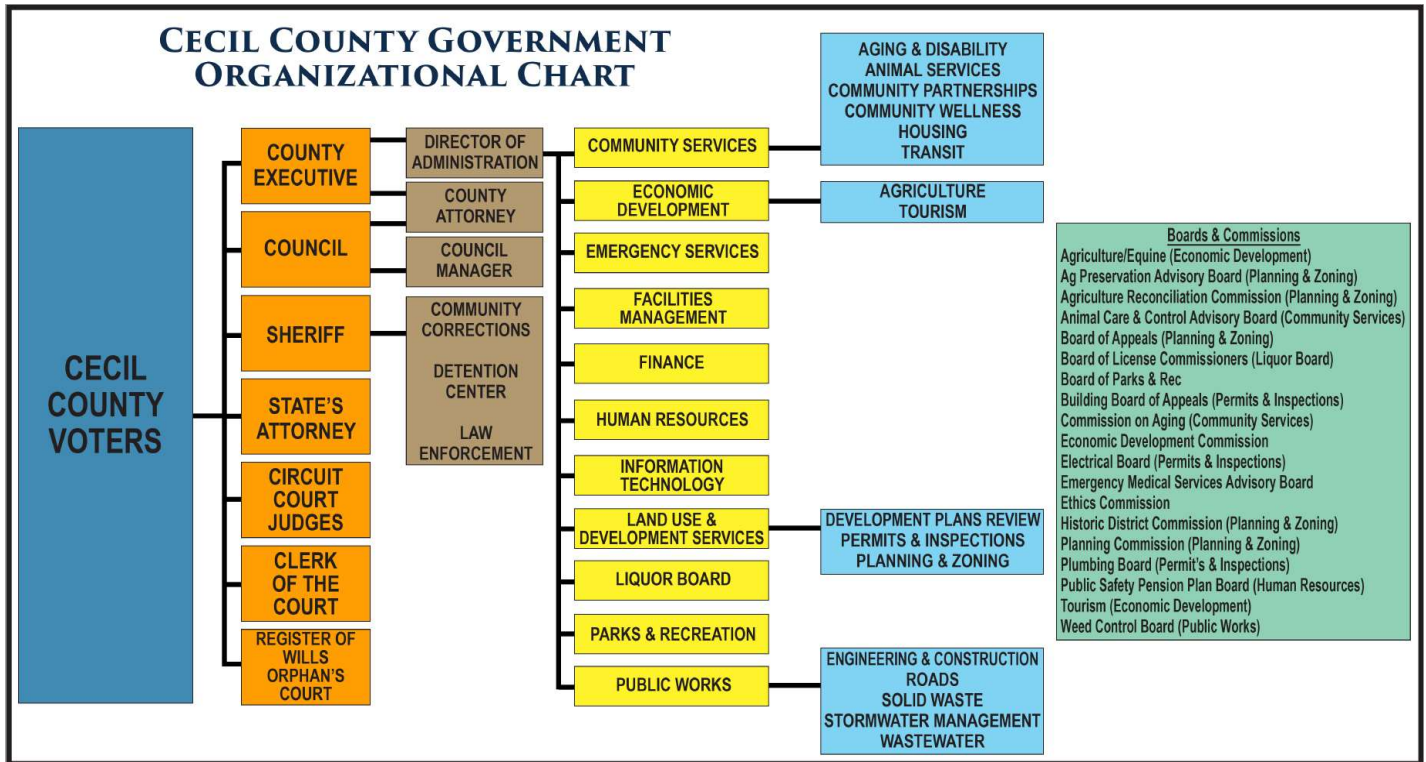 CECIL COUNTY GOVERNMENT
ORGANIZATIONAL CHART
CECIL
COUNTY
VOTERS
COUNTY
EXECUTIVE
COUNCIL
SHERIFF
STATE'S
ATTORNEY
CIRCUIT
COURT
JUDGES
CLERK
OF THE
COURT
REGISTER OF
WILLS
ORPHAN'S
COURT
DIRECTOR OF
ADMINISTRATION
COUNTY
ATTORNEY
COUNCIL
MANAGER
COMMUNITY
CORRECTIONS
DETENTION
CENTER
LAW
ENFORCEMENT
COMMUNITY SERVICES
ECONOMIC
DEVELOPMENT
EMERGENCY SERVICES
FACILITIES
MANAGEMENT
FINANCE
HUMAN RESOURCES
INFORMATION
TECHNOLOGY
LAND USE &
DEVELOPMENT SERVICES
LIQUOR BOARD
PARKS & RECREATION
PUBLIC WORKS
AGING & DISABILITY
ANIMAL SERVICES
COMMUNITY PARTNERSHIPS
COMMUNITY WELLNESS
HOUSING
TRANSIT
AGRICULTURE
TOURISM
DEVELOPMENT PLANS REVIEW
PERMITS & INSPECTIONS
PLANNING & ZONING
ENGINEERING & CONSTRUCTION
ROADS
SOLID WASTE
STORMWATER MANAGEMENT
WASTEWATER
Boards & Commissions
Agriculture/Equine (Economic Development)
Ag Preservation Advisory Board (Planning & Zoning)
Agriculture Reconciliation Commission (Planning & Zoning)
Animal Care & Control Advisory Board (Community Services)
Board of Appeals (Planning & Zoning)
Board of License Commissioners (Liquor Board)
Board of Parks & Rec
Building Board of Appeals (Permits & Inspections)
Commission on Aging (Community Services)
Economic Development Commission
Electrical Board (Permits & Inspections)
Emergency Medical Services Advisory Board
Ethics Commission
Historic District Commission (Planning & Zoning)
Planning Commission (Planning & Zoning)
Plumbing Board (Permit's & Inspections)
Public Safety Pension Plan Board (Human Resources)
Tourism (Economic Development)
Weed Control Board (Public Works)